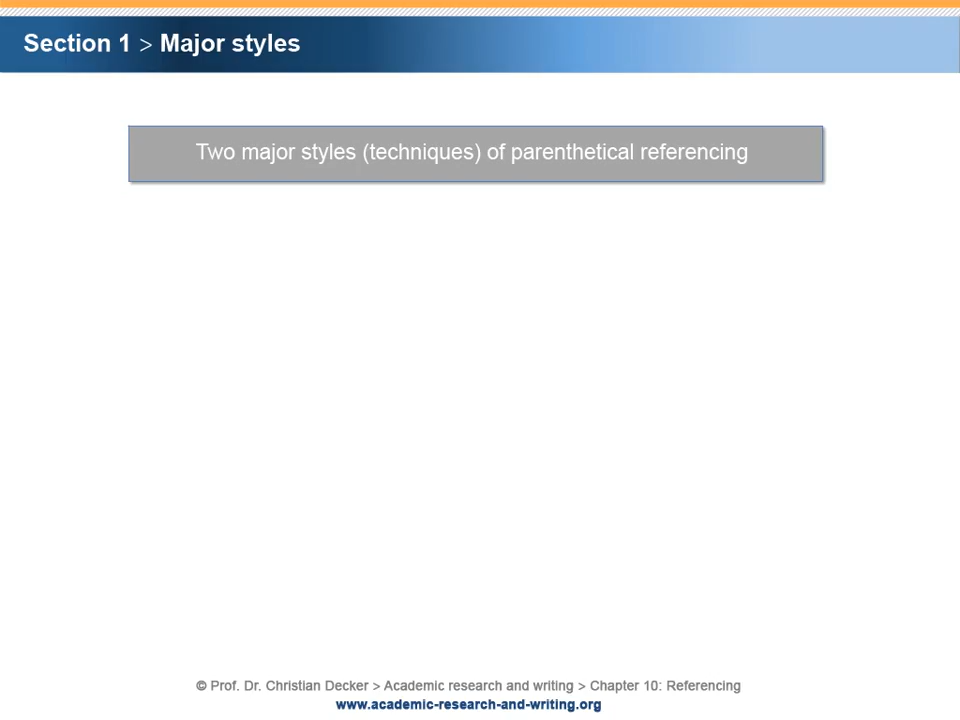 Section 1 > Major styles
Two major styles (techniques) of parenthetical referencing
© Prof. Dr. Christian Decker > Academic research and writing > Chapter 10: Referencing
www.academic-research-and-writing.org